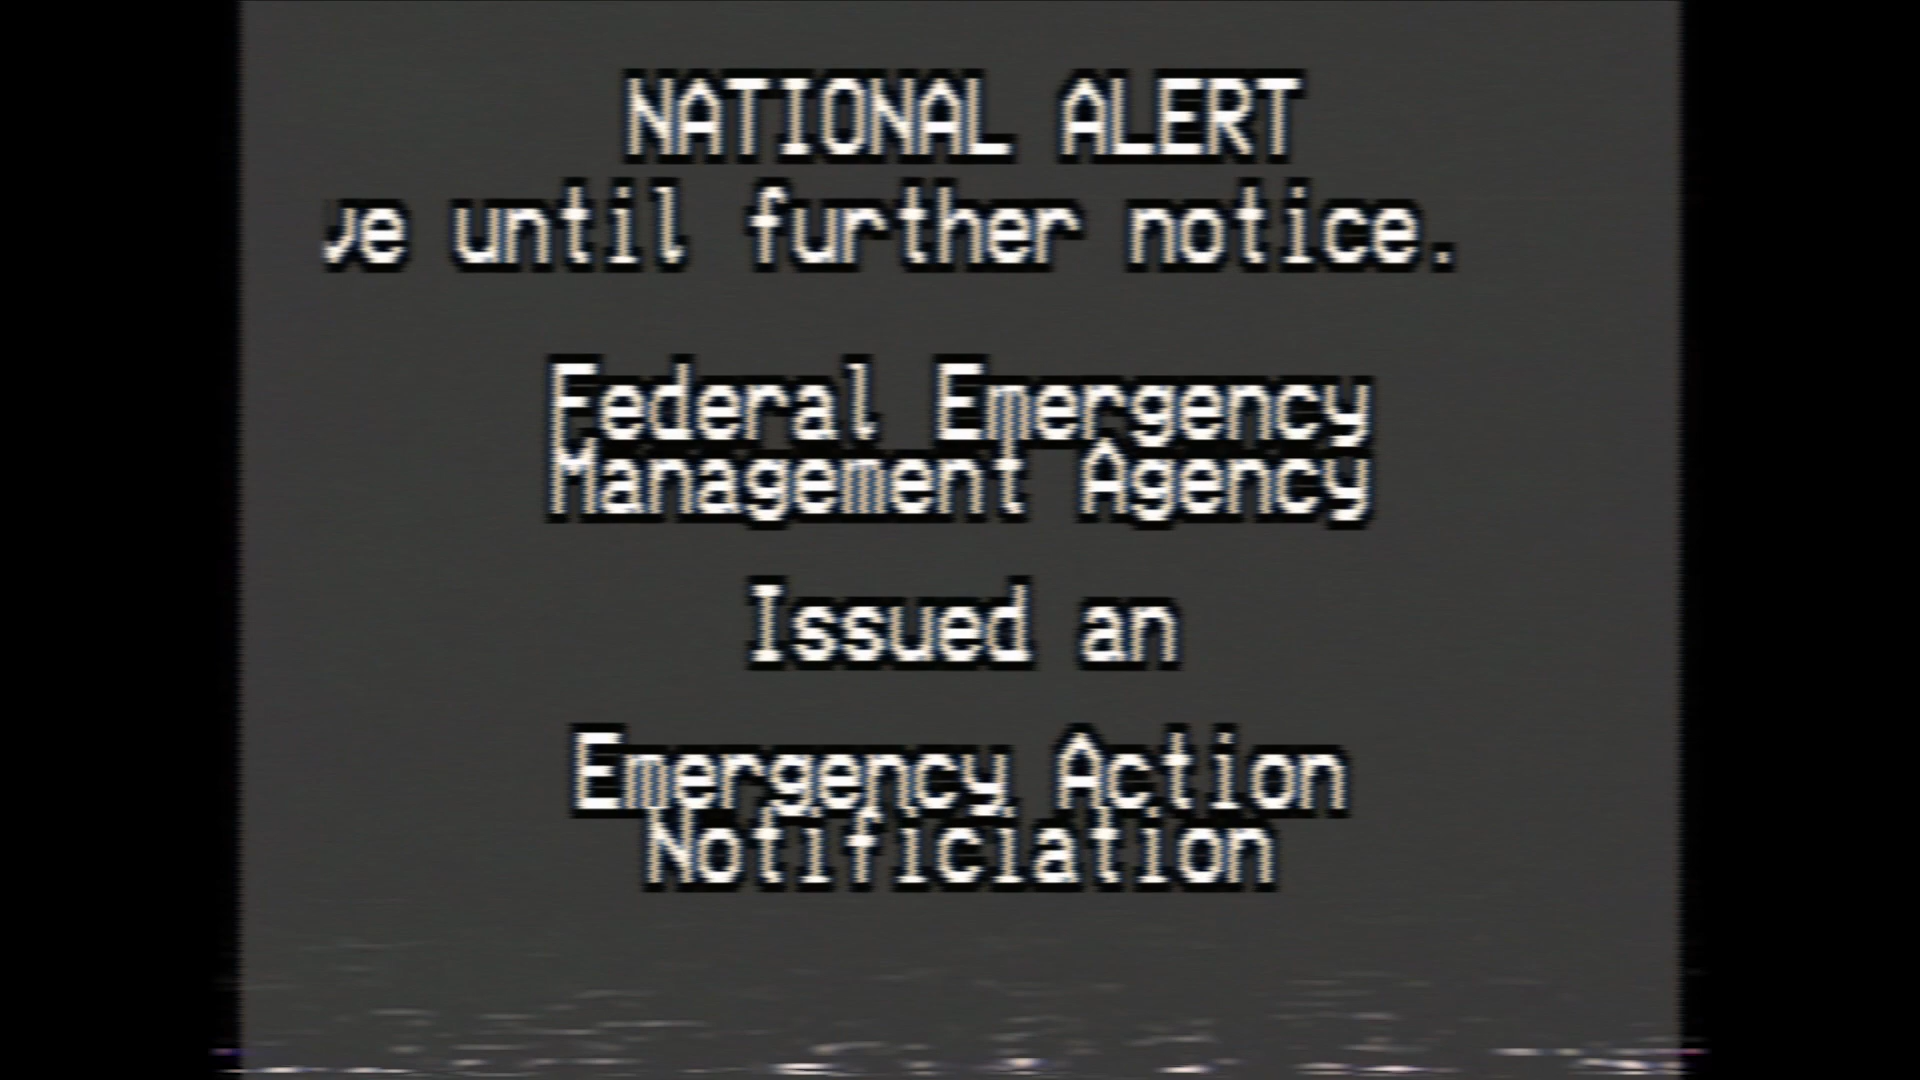 NATIONAL ALERT
ve until further notice.
Federal Emergency
Management Agency
Issued an
Emergency Action
Notificiation